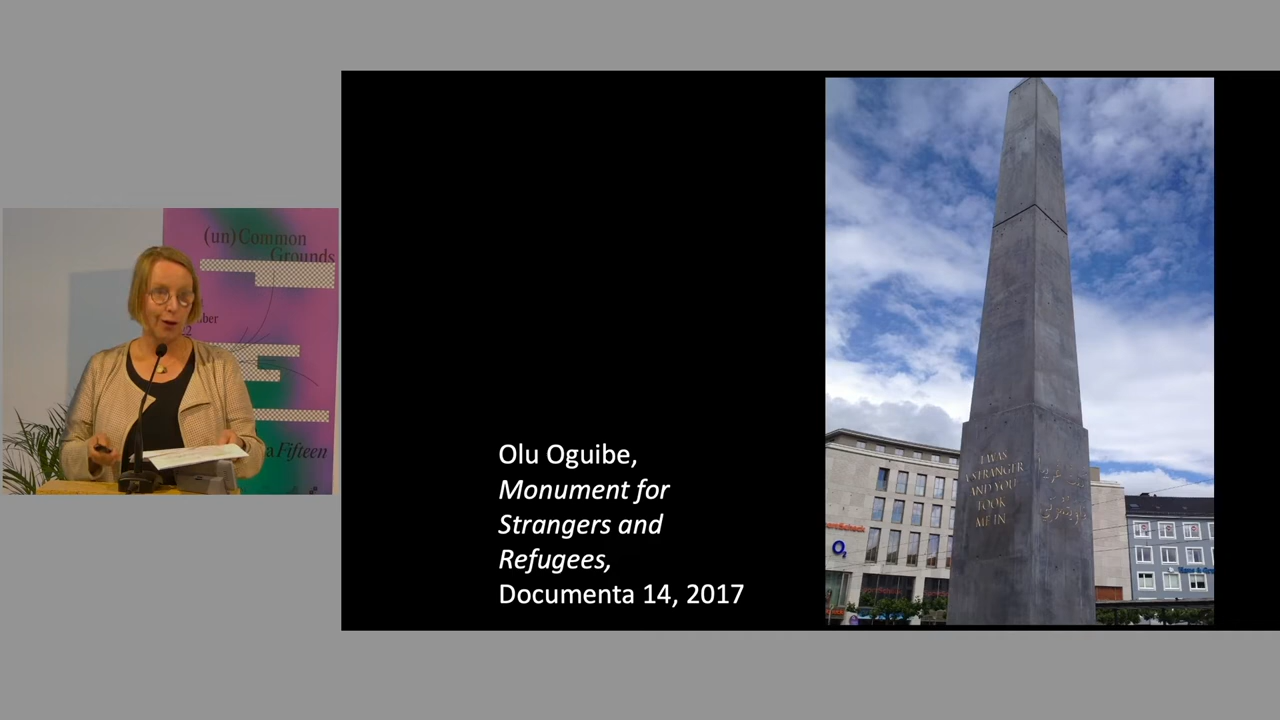 (un)Common
Grounds
a Fifteen
Olu Oguibe,
Monument for
Strangers and
Refugees,
Documenta 14, 2017
I WAS
A STRANGER
AND YOU
TOOK
ME IN
O₂